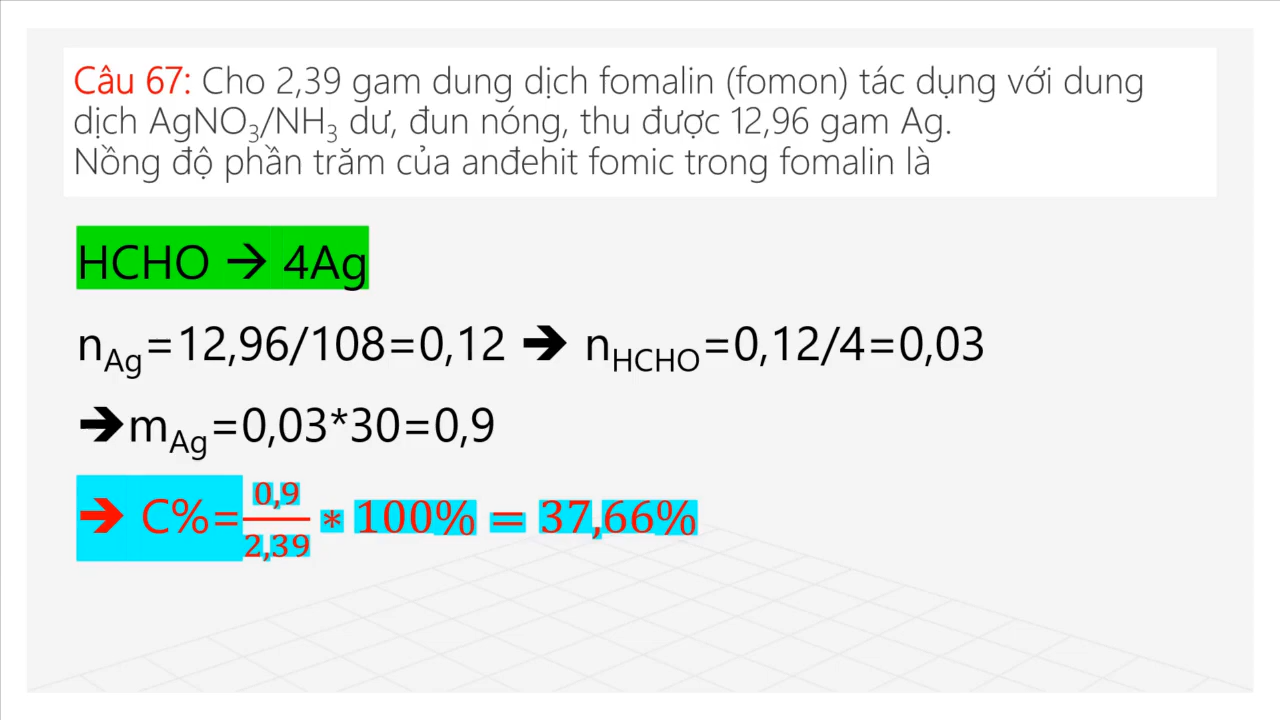 Câu 67: Cho 2,39 gam dung dịch fomalin (fomon) tác dụng với dung
dịch AgNO₃/NH₃ dư, đun nóng, thu được 12,96 gam Ag.
Nồng độ phần trăm của anđehit fomic trong fomalin là
HCHO → 4Ag
n_Ag=12,96/108=0,12 ➔ n_HCHO=0,12/4=0,03
➔m_Ag=0,03*30=0,9
➔ C%=0,9/2,39 * 100% = 37,66%